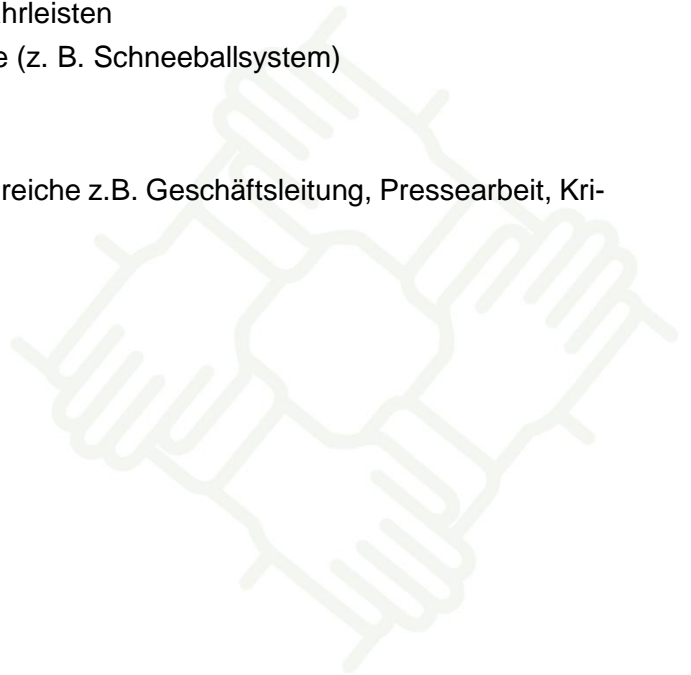 hrleisten
e (z. B. Schneeballsystem)
reiche z.B. Geschäftsleitung, Pressearbeit, Kri-